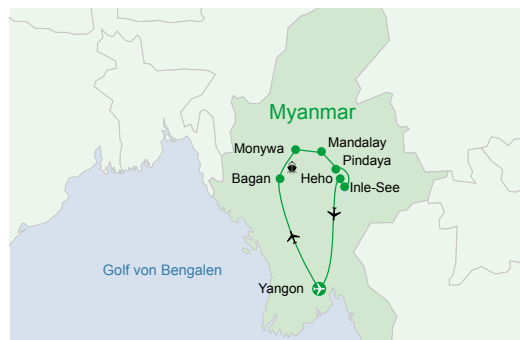 Myanmar
Monywa
Mandalay
Pindaya
Bagan
Heho
Inle-See
Golf von Bengalen
Yangon